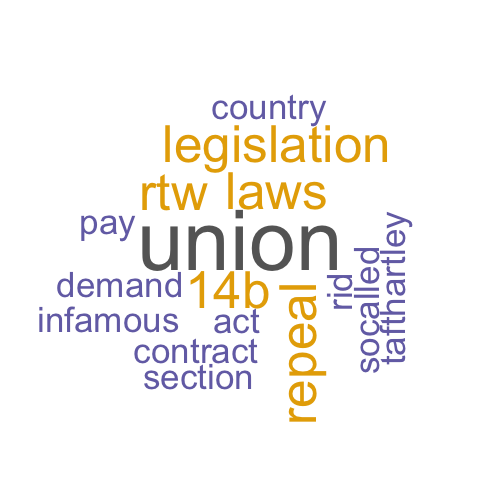 country
legislation
rtw laws
pay
union
demand
14b
repeal
rid
socalled
tafthartley
infamous
act
contract
section